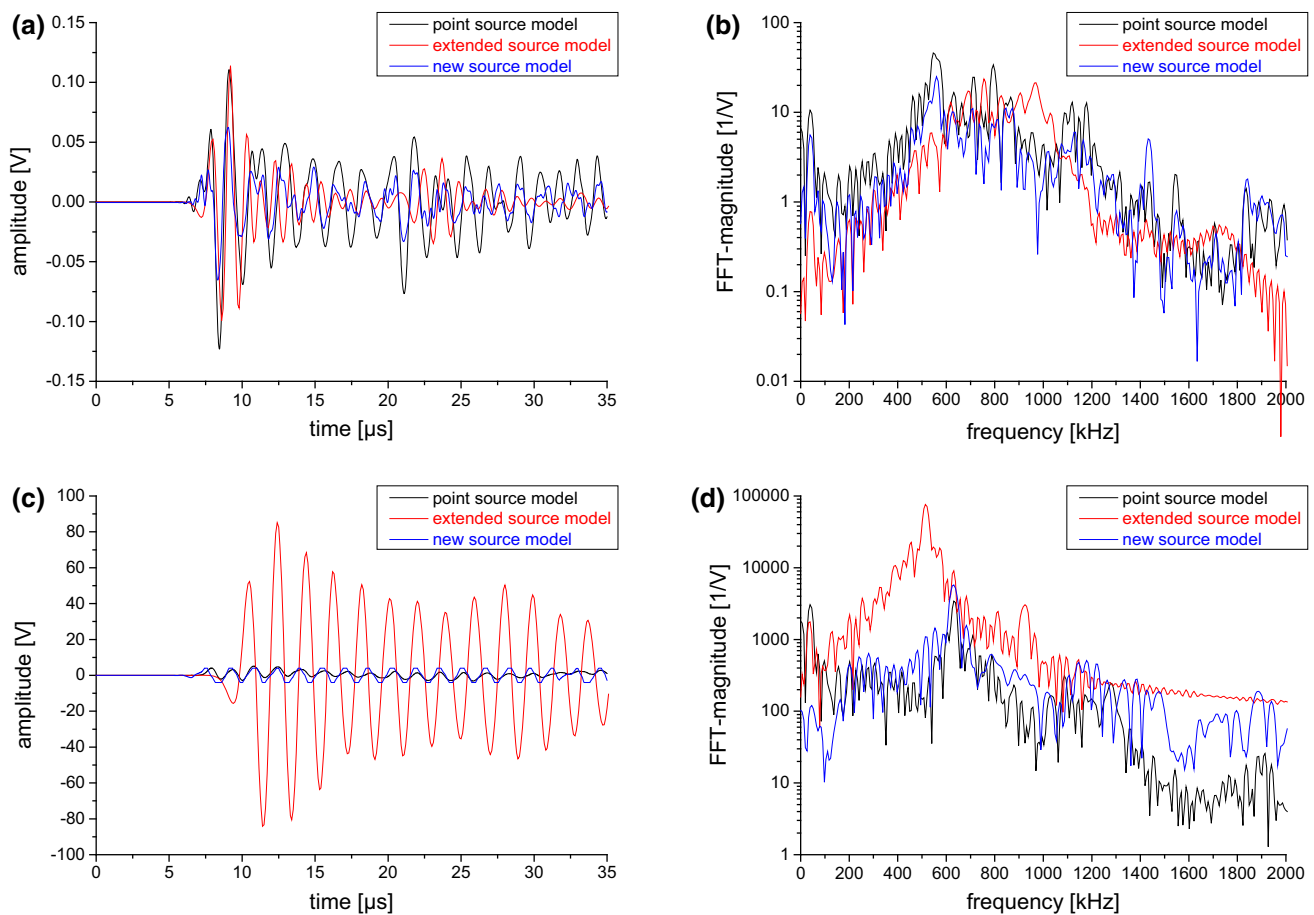 (a)
point source model
extended source model
new source model
0.15
0.10
0.05
0.00
-0.05
-0.10
-0.15
amplitude [V]
0 5 10 15 20 25 30 35
time [µs]
(b)
point source model
extended source model
new source model
100
10
1
0.1
0.01
FFT-magnitude [1/V]
0 200 400 600 800 1000 1200 1400 1600 1800 2000
frequency [kHz]
(c)
point source model
extended source model
new source model
100
80
60
40
20
0
-20
-40
-60
-80
-100
amplitude [V]
0 5 10 15 20 25 30 35
time [µs]
(d)
point source model
extended source model
new source model
100000
10000
1000
100
10
1
FFT-magnitude [1/V]
0 200 400 600 800 1000 1200 1400 1600 1800 2000
frequency [kHz]